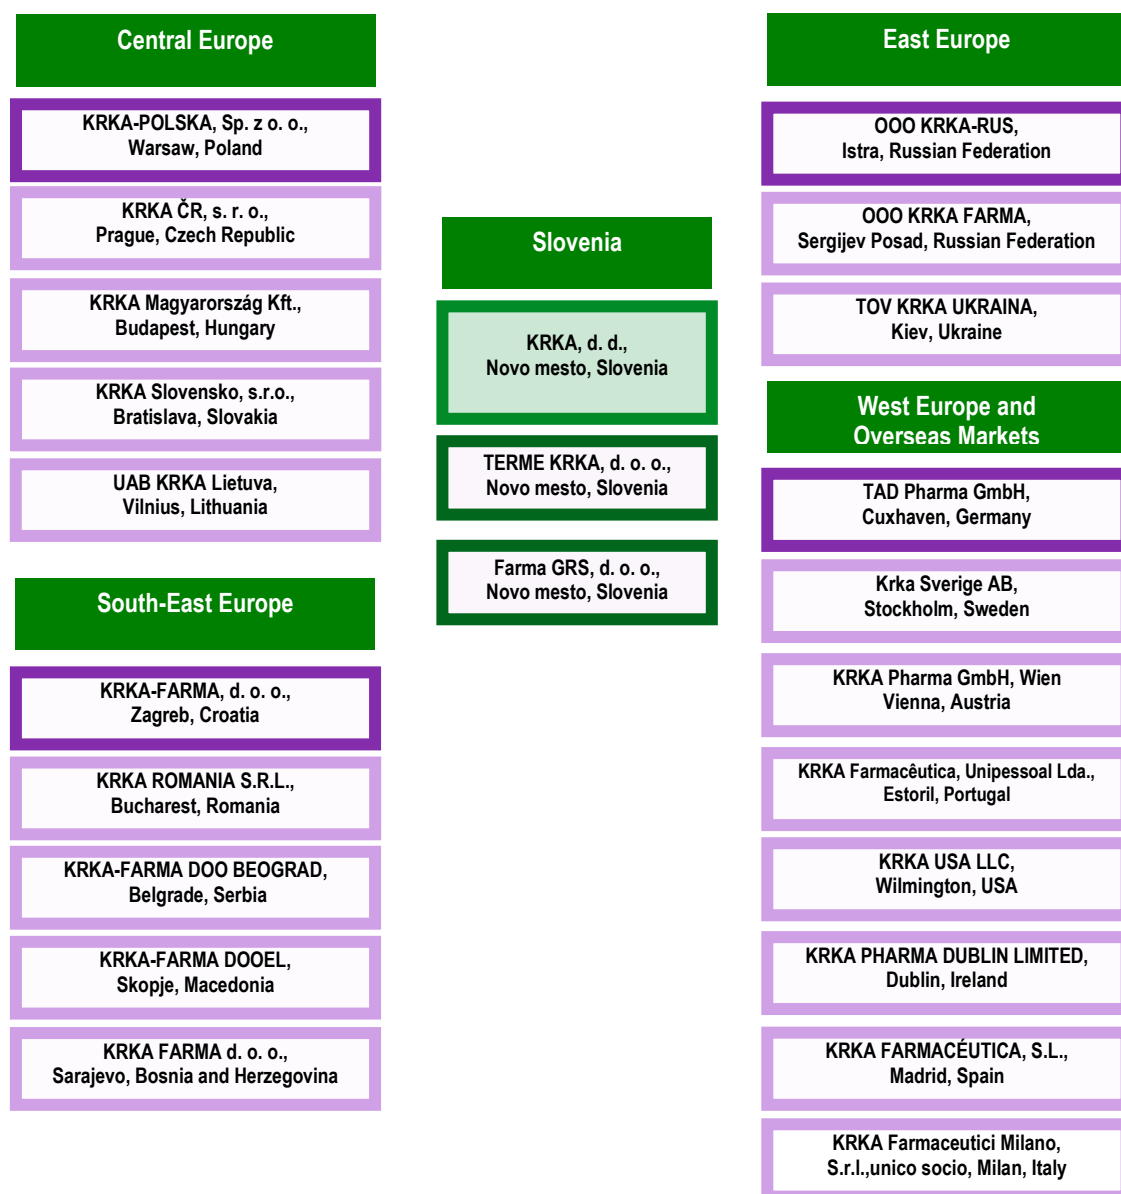 Central Europe
KRKA-POLSKA, Sp. z o. o.,
Warsaw, Poland
KRKA ČR, s. r. o.,
Prague, Czech Republic
KRKA Magyarország Kft.,
Budapest, Hungary
KRKA Slovensko, s.r.o.,
Bratislava, Slovakia
UAB KRKA Lietuva,
Vilnius, Lithuania
South-East Europe
KRKA-FARMA, d. o. o.,
Zagreb, Croatia
KRKA ROMANIA S.R.L.,
Bucharest, Romania
KRKA-FARMA DOO BEOGRAD,
Belgrade, Serbia
KRKA-FARMA DOOEL,
Skopje, Macedonia
KRKA FARMA d. o. o.,
Sarajevo, Bosnia and Herzegovina
Slovenia
KRKA, d. d.,
Novo mesto, Slovenia
TERME KRKA, d. o. o.,
Novo mesto, Slovenia
Farma GRS, d. o. o.,
Novo mesto, Slovenia
East Europe
OOO KRKA-RUS,
Istra, Russian Federation
OOO KRKA FARMA,
Sergijev Posad, Russian Federation
TOV KRKA UKRAINA,
Kiev, Ukraine
West Europe and
Overseas Markets
TAD Pharma GmbH,
Cuxhaven, Germany
Krka Sverige AB,
Stockholm, Sweden
KRKA Pharma GmbH, Wien
Vienna, Austria
KRKA Farmacêutica, Unipessoal Lda.,
Estoril, Portugal
KRKA USA LLC,
Wilmington, USA
KRKA PHARMA DUBLIN LIMITED,
Dublin, Ireland
KRKA FARMACÉUTICA, S.L.,
Madrid, Spain
KRKA Farmaceutici Milano,
S.r.l.,unico socio, Milan, Italy